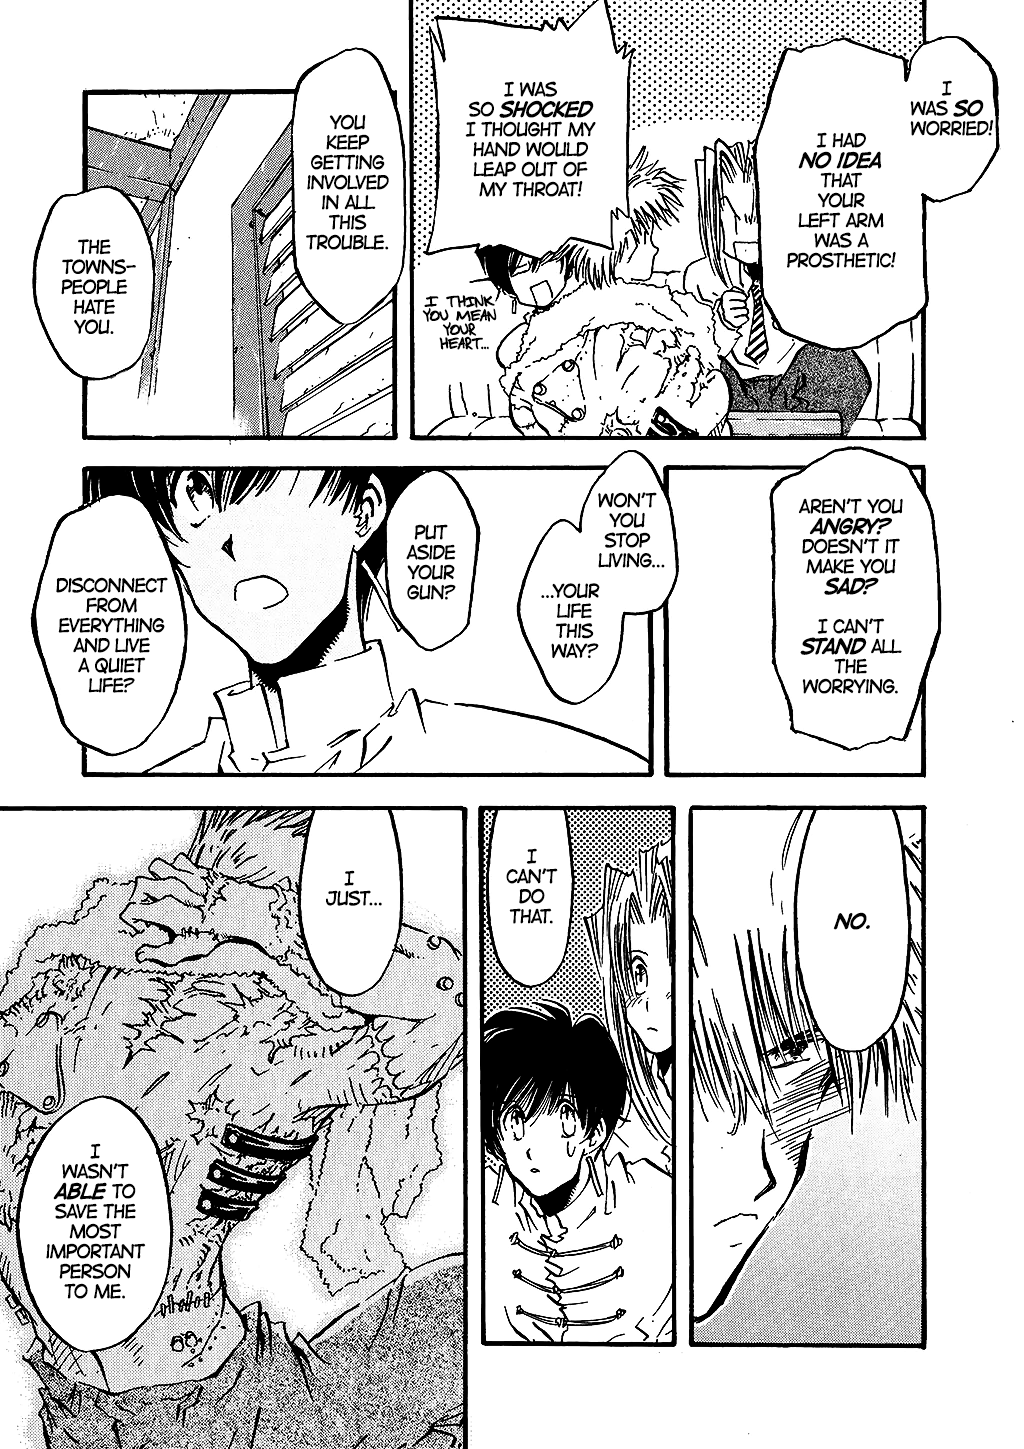 I
WAS SO
WORRIED!
I HAD
NO IDEA
THAT
YOUR
LEFT ARM
WAS A
PROSTHETIC!
I WAS
SO SHOCKED
I THOUGHT MY
HAND WOULD
LEAP OUT OF
MY THROAT!
I THINK
YOU MEAN
YOUR
HEART...
YOU
KEEP
GETTING
INVOLVED
IN ALL
THIS
TROUBLE.
THE
TOWNS-
PEOPLE
HATE
YOU.
AREN'T YOU
ANGRY?
DOESN'T IT
MAKE YOU
SAD?
I CAN'T
STAND ALL
THE
WORRYING.
WON'T
YOU
STOP
LIVING...
...YOUR
LIFE
THIS
WAY?
PUT
ASIDE
YOUR
GUN?
DISCONNECT
FROM
EVERYTHING
AND LIVE
A QUIET
LIFE?
NO.
I
CAN'T
DO
THAT.
I
JUST...
I
WASN'T
ABLE TO
SAVE THE
MOST
IMPORTANT
PERSON
TO ME.